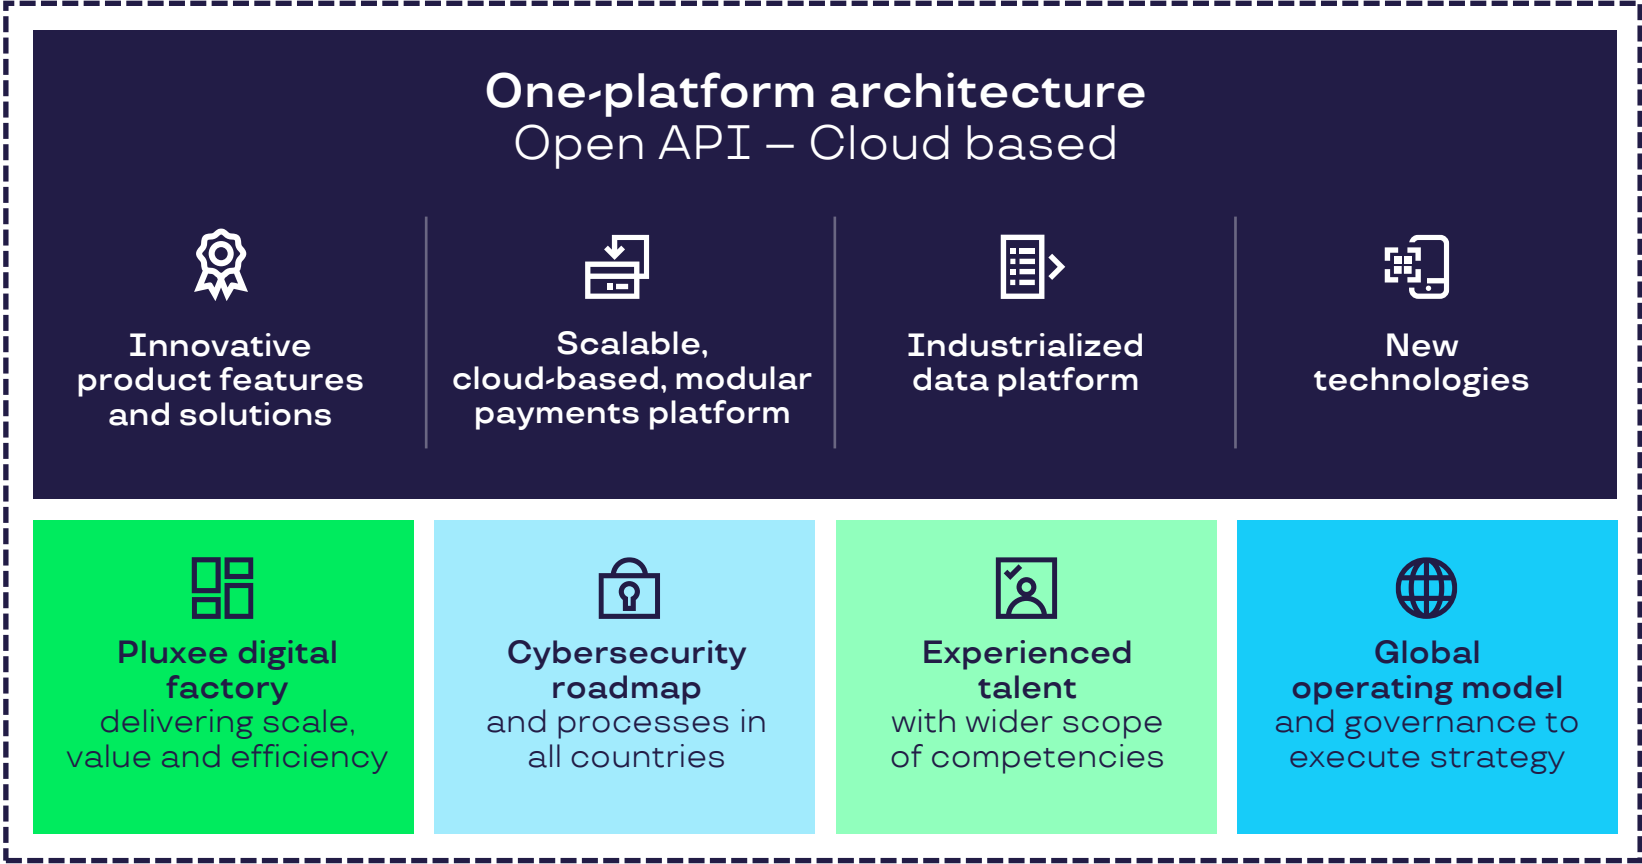 One-platform architecture
Open API – Cloud based
Innovative
product features
and solutions
Scalable,
cloud-based, modular
payments platform
Industrialized
data platform
New
technologies
Pluxee digital
factory
delivering scale,
value and efficiency
Cybersecurity
roadmap
and processes in
all countries
Experienced
talent
with wider scope
of competencies
Global
operating model
and governance to
execute strategy